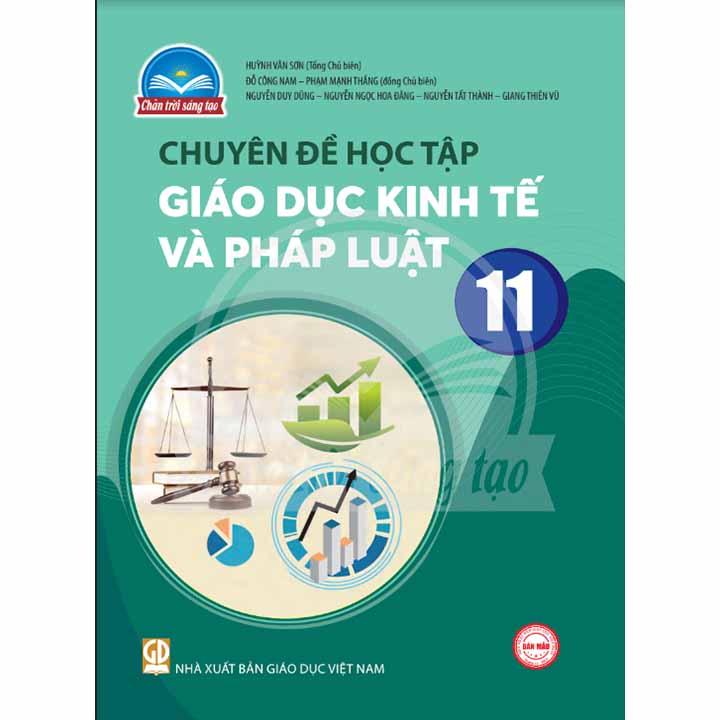 HUỲNH VĂN SƠN (Tổng Chủ biên)
ĐỖ CÔNG NAM – PHẠM MẠNH THẮNG (đồng Chủ biên)
NGUYỄN DUY DŨNG – NGUYỄN NGỌC HOA ĐĂNG – NGUYỄN TẤT THÀNH – GIANG THIÊN VŨ
Chân trời sáng tạo
CHUYÊN ĐỀ HỌC TẬP
GIÁO DỤC KINH TẾ
VÀ PHÁP LUẬT
11
tạo
BẢN MẪU
GD
NHÀ XUẤT BẢN GIÁO DỤC VIỆT NAM